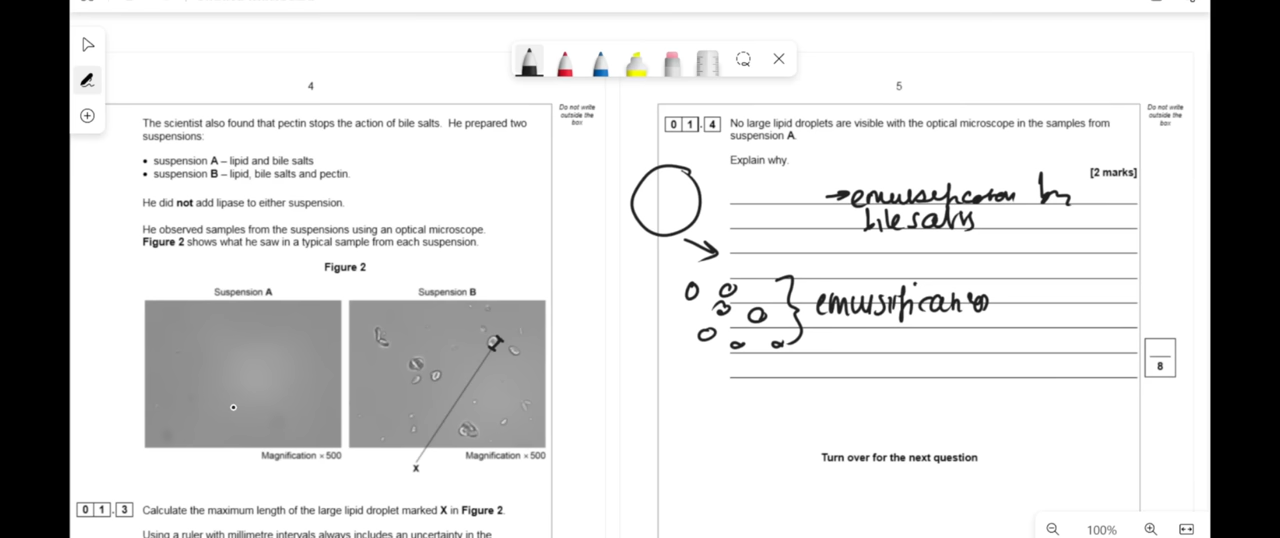 4
The scientist also found that pectin stops the action of bile salts. He prepared two
suspensions:
• suspension A – lipid and bile salts
• suspension B – lipid, bile salts and pectin.
He did not add lipase to either suspension.
He observed samples from the suspensions using an optical microscope.
Figure 2 shows what he saw in a typical sample from each suspension.
Figure 2
Suspension A
Suspension B
Magnification × 500
Magnification × 500
X
0 1 . 3 Calculate the maximum length of the large lipid droplet marked X in Figure 2.
Using a ruler with millimetre intervals always includes an uncertainty in the
Do not write
outside the
box
5
0 1 . 4 No large lipid droplets are visible with the optical microscope in the samples from
suspension A.
Explain why.
[2 marks]
by
bile salts
8
Turn over for the next question
Do not write
outside the
box
100%